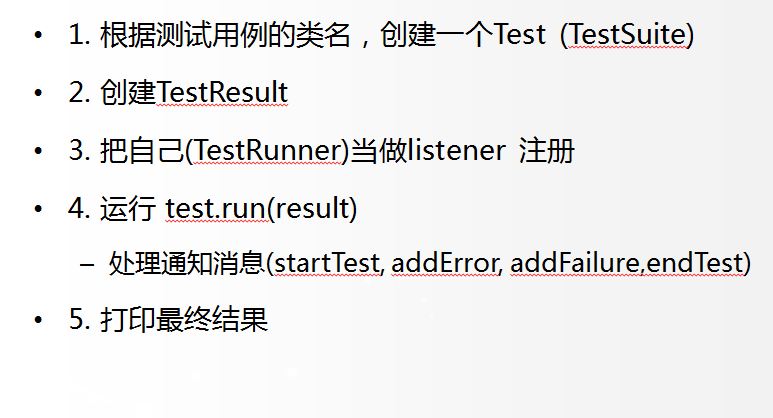 • 1. 根据测试用例的类名，创建一个Test (TestSuite)
• 2. 创建TestResult
• 3. 把自己(TestRunner)当做listener 注册
• 4. 运行 test.run(result)
– 处理通知消息(startTest, addError, addFailure,endTest)
• 5. 打印最终结果